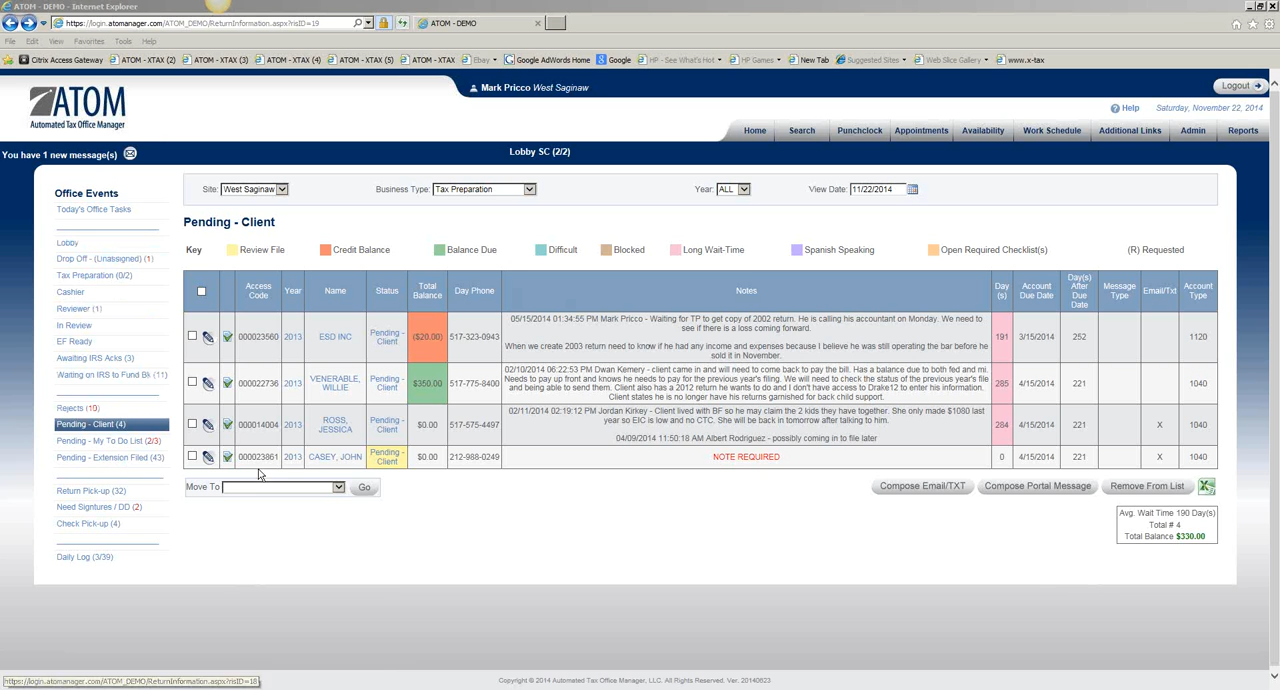 ATOM - DEMO - Internet Explorer
https://login.atomanager.com/ATOM_DEMO/ReturnInformation.aspx?risID=19
ATOM - DEMO
File Edit View Favorites Tools Help
Citrix Access Gateway ATOM - XTAX (2) ATOM - XTAX (3) ATOM - XTAX (4) ATOM - XTAX (5) ATOM - XTAX Ebay Google AdWords Home Google HP - See What's Hot HP Games New Tab Suggested Sites Web Slice Gallery www.x-tax
ATOM
Automated Tax Office Manager
Mark Pricco West Saginaw
Logout
Help Saturday, November 22, 2014
Home Search Punchclock Appointments Availability Work Schedule Additional Links Admin Reports
You have 1 new message(s)
Lobby SC (2/2)
Office Events
Today's Office Tasks
Lobby
Drop Off - (Unassigned) (1)
Tax Preparation (0/2)
Cashier
Reviewer (1)
In Review
EF Ready
Awaiting IRS Acks (3)
Waiting on IRS to Fund Bk (11)
Rejects (19)
Pending - Client (4)
Pending - My To Do List (2/3)
Pending - Extension Filed (43)
Return Pick-up (32)
Need Signtures / DD (2)
Check Pick-up (4)
Daily Log (3/39)
Site: West Saginaw Business Type: Tax Preparation Year: ALL View Date: 11/22/2014
Pending - Client
Key Review File Credit Balance Balance Due Difficult Blocked Long Wait-Time Spanish Speaking Open Required Checklist(s) (R) Requested
Access Code Year Name Status Total Balance Day Phone Notes Day (s) Account Due Date Day(s) After Due Date Message Type Email/Txt Account Type
000023560 2013 ESD INC Pending - Client ($20.00) 517-323-0943
05/15/2014 01:34:55 PM Mark Pricco - Waiting for TP to get copy of 2002 return. He is calling his accountant on Monday. We need to
see if there is a loss coming forward.
When we create 2003 return need to know if he had any income and expenses because I believe he was still operating the bar before he
sold it in November.
191 3/15/2014 252 1120
000022736 2013 VENERABLE, WILLIE Pending - Client $350.00 517-775-8400
02/10/2014 06:22:53 PM Dwan Kemery - client came in and will need to come back to pay the bill. Has a balance due to both fed and mi.
Needs to pay up front and knows he needs to pay for the previous year's filing. We will need to check the status of the previous year's file
and being able to send them. Client also has a 2012 return he wants to do and I don't have access to Drake12 to enter his information.
Client states he is no longer have his returns garnished for back child support.
285 4/15/2014 221 1040
000014004 2013 ROSS, JESSICA Pending - Client $0.00 517-575-4497
02/11/2014 02:19:12 PM Jordan Kirkey - Client lived with BF so he may claim the 2 kids they have together. She only made $1080 last
year so EIC is low and no CTC. She will be back in tomorrow after talking to him.
04/09/2014 11:50:18 AM Albert Rodriguez - possibly coming in to file later
284 4/15/2014 221 X 1040
000023861 2013 CASEY, JOHN Pending - Client $0.00 212-988-0249 NOTE REQUIRED 0 4/15/2014 221 X 1040
Move To Go
Compose Email/TXT Compose Portal Message Remove From List
Avg. Wait Time 190 Day(s)
Total # 4
Total Balance $330.00
https://login.atomanager.com/ATOM_DEMO/ReturnInformation.aspx?risID=18
Copyright © 2014 Automated Tax Office Manager, LLC. All Rights Reserved. Ver. 20140623